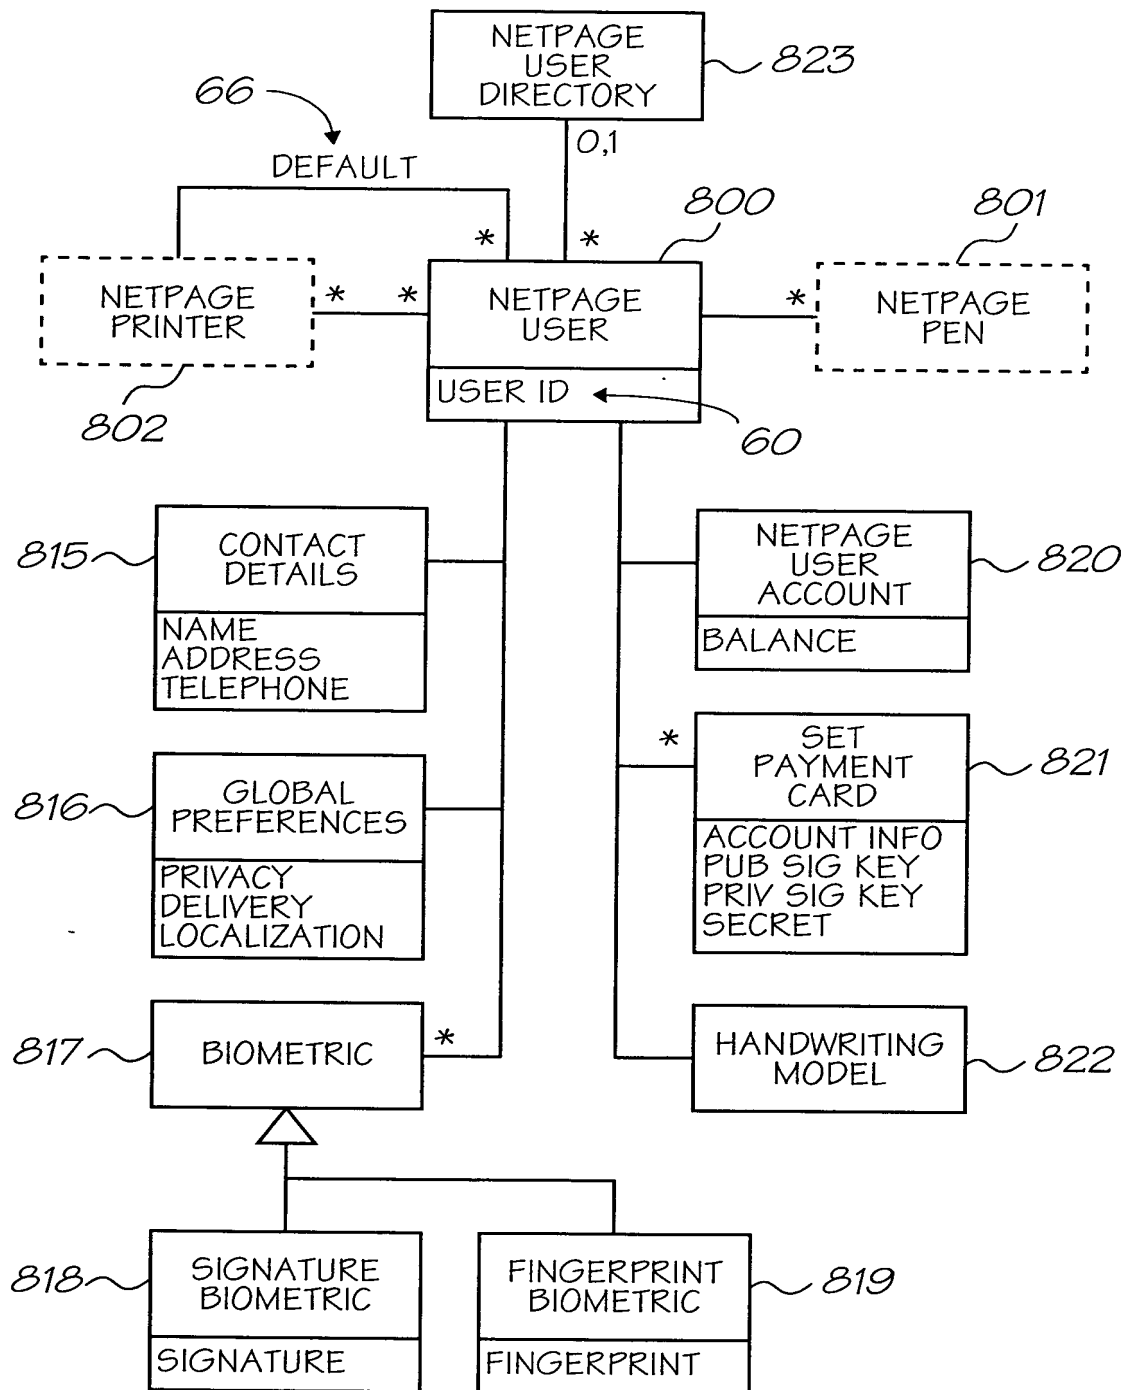 NETPAGE
USER
DIRECTORY
823
66
0,1
DEFAULT
800
801
*
*
NETPAGE
PRINTER
*
*
NETPAGE
USER
*
NETPAGE
PEN
USER ID
802
60
815
CONTACT
DETAILS
NAME
ADDRESS
TELEPHONE
NETPAGE
USER
ACCOUNT
820
BALANCE
816
GLOBAL
PREFERENCES
PRIVACY
DELIVERY
LOCALIZATION
*
SET
PAYMENT
CARD
821
ACCOUNT INFO
PUB SIG KEY
PRIV SIG KEY
SECRET
817
BIOMETRIC
*
HANDWRITING
MODEL
822
818
SIGNATURE
BIOMETRIC
SIGNATURE
FINGERPRINT
BIOMETRIC
819
FINGERPRINT